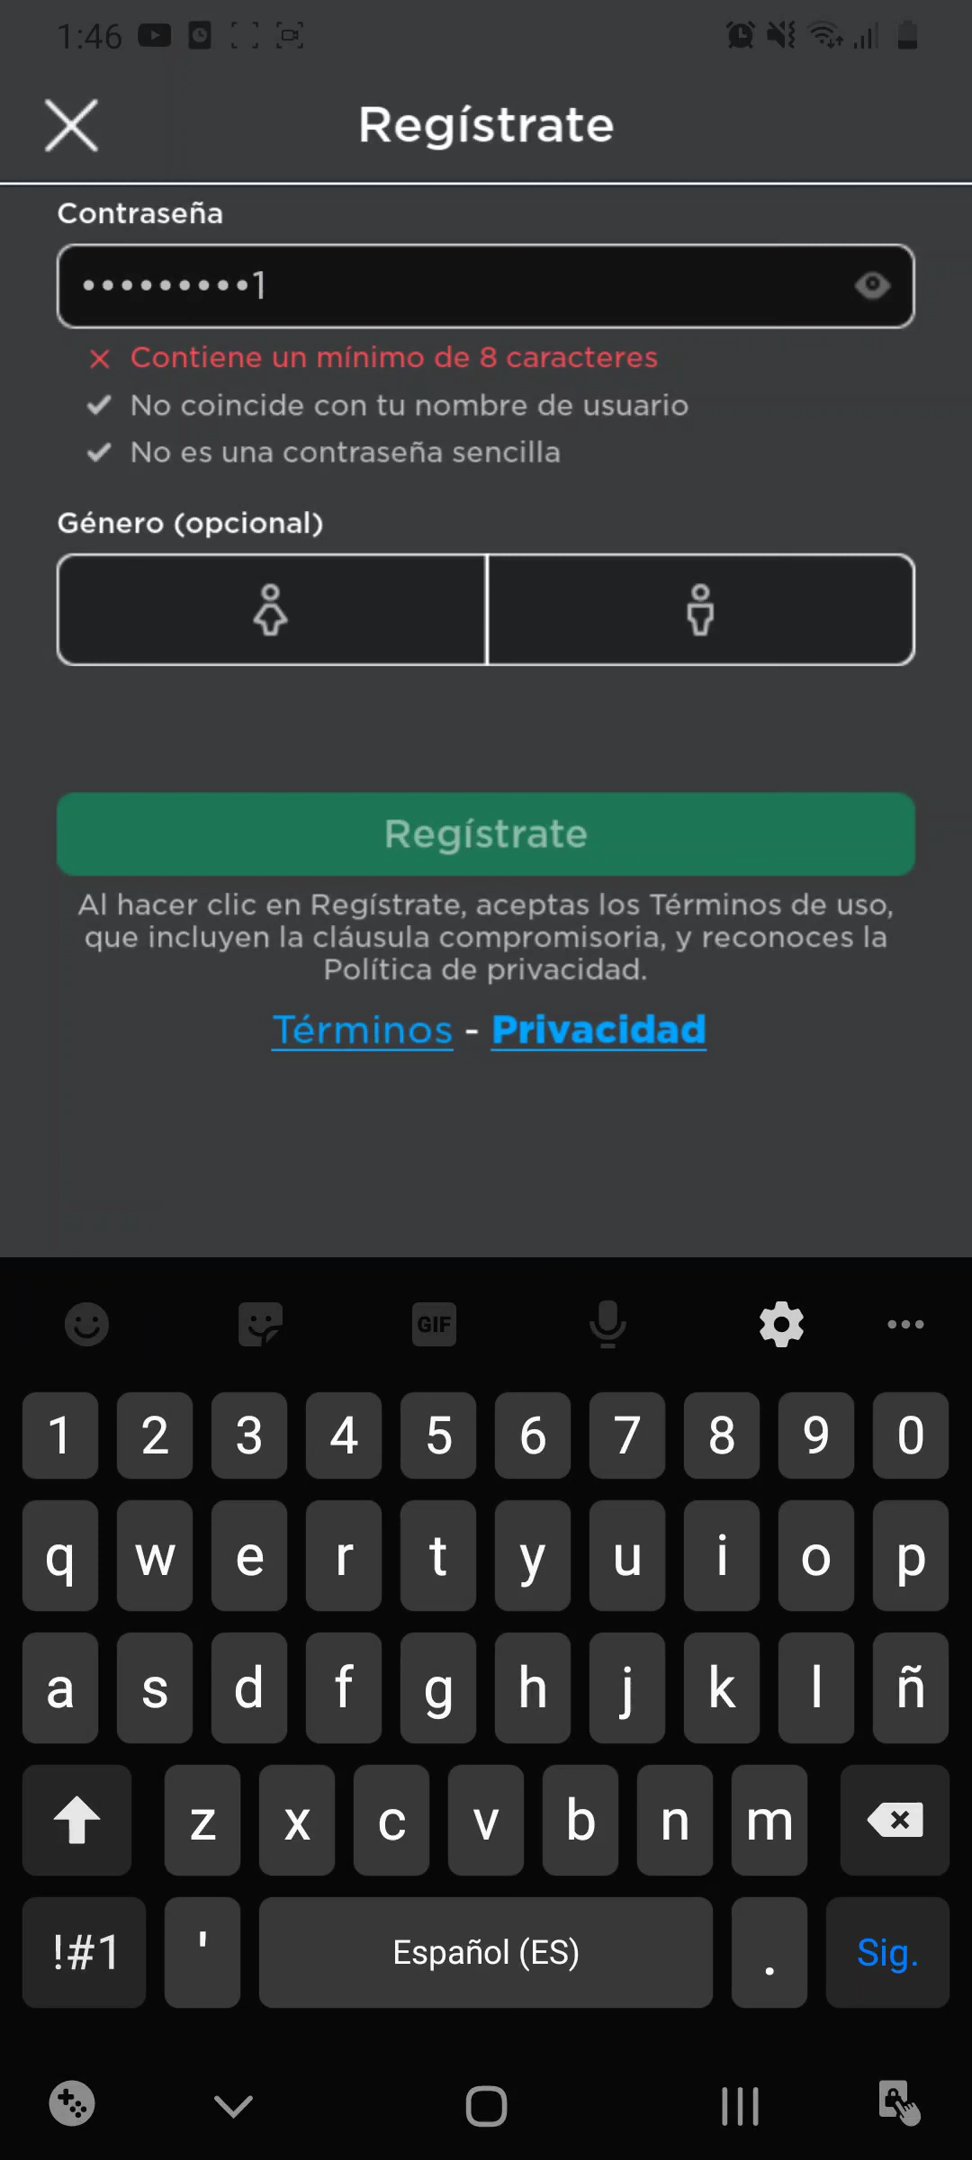 1:46
Regístrate
Contraseña
•••••••••1
Contiene un mínimo de 8 caracteres
No coincide con tu nombre de usuario
No es una contraseña sencilla
Género (opcional)
Regístrate
Al hacer clic en Regístrate, aceptas los Términos de uso,
que incluyen la cláusula compromisoria, y reconoces la
Política de privacidad.
Términos - Privacidad
GIF
1 2 3 4 5 6 7 8 9 0
q w e r t y u i o p
a s d f g h j k l ñ
z x c v b n m
!#1 ' Español (ES) . Sig.